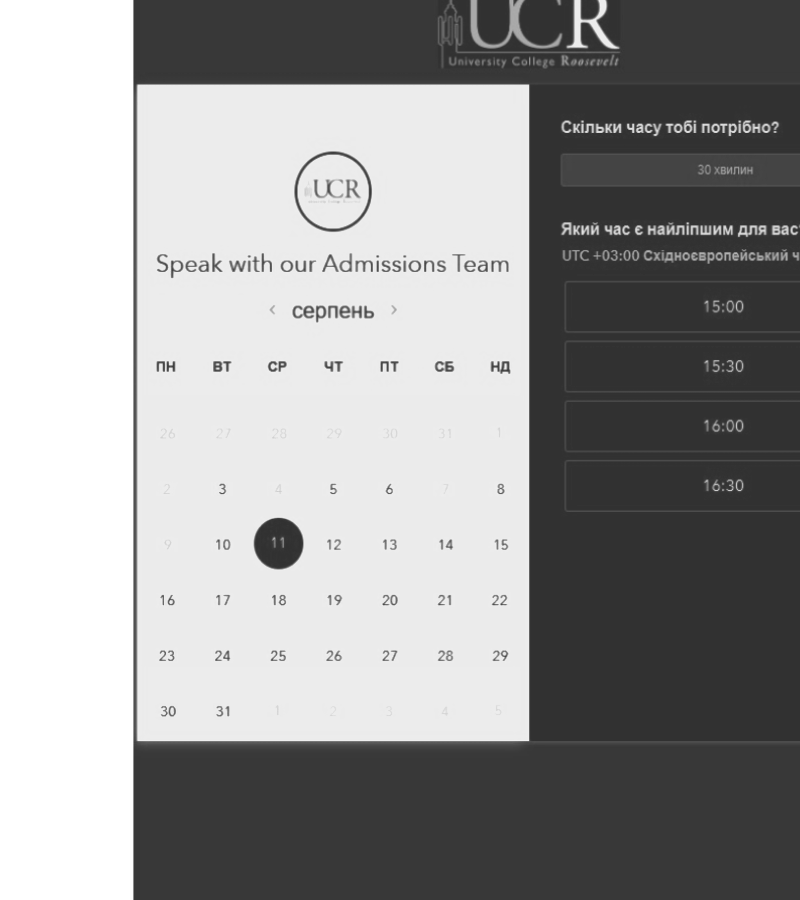 UCR
University College Roosevelt
UCR
Speak with our Admissions Team
‹ серпень ›
ПН ВТ СР ЧТ ПТ СБ НД
26 27 28 29 30 31 1
2 3 4 5 6 7 8
9 10 11 12 13 14 15
16 17 18 19 20 21 22
23 24 25 26 27 28 29
30 31 1 2 3 4 5
Скільки часу тобі потрібно?
30 хвилин
Який час є найліпшим для вас
UTC +03:00 Східноєвропейський ч
15:00
15:30
16:00
16:30